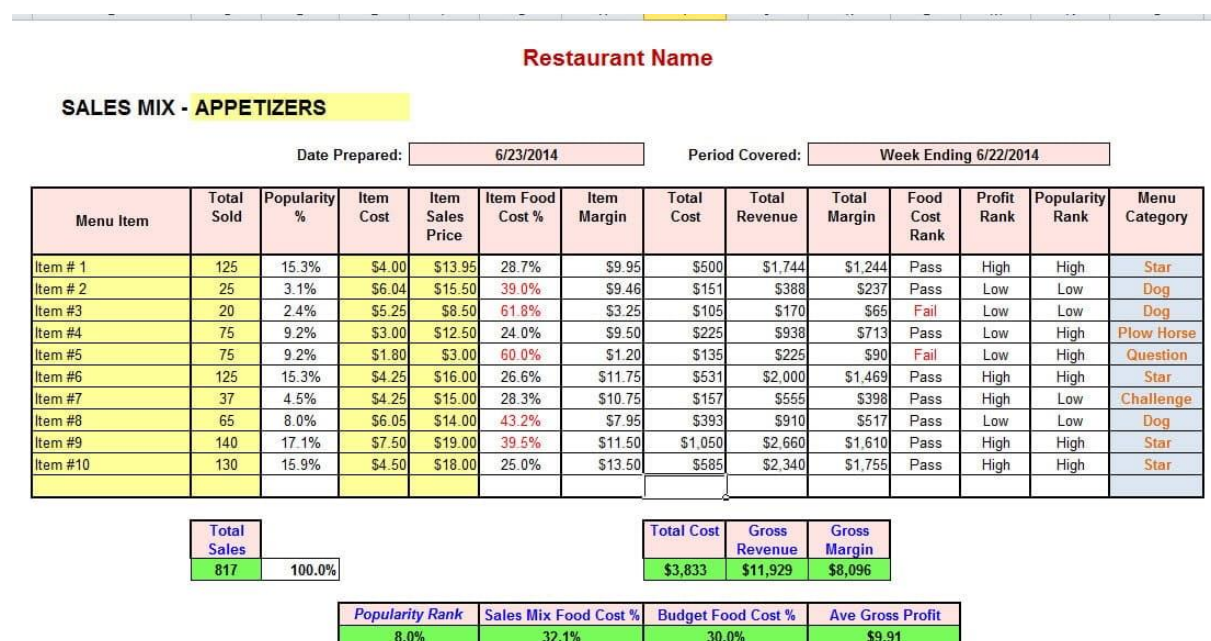 Restaurant Name
SALES MIX - APPETIZERS
Date Prepared: 6/23/2014 Period Covered: Week Ending 6/22/2014
Menu Item Total Sold Popularity % Item Cost Item Sales Price Item Food Cost % Item Margin Total Cost Total Revenue Total Margin Food Cost Rank Profit Rank Popularity Rank Menu Category
Item # 1 125 15.3% $4.00 $13.95 28.7% $9.95 $500 $1,744 $1,244 Pass High High Star
Item # 2 25 3.1% $6.04 $15.50 39.0% $9.46 $151 $388 $237 Pass Low Low Dog
Item #3 20 2.4% $5.25 $8.50 61.8% $3.25 $105 $170 $65 Fail Low Low Dog
Item #4 75 9.2% $3.00 $12.50 24.0% $9.50 $225 $938 $713 Pass Low High Plow Horse
Item #5 75 9.2% $1.80 $3.00 60.0% $1.20 $135 $225 $90 Fail Low High Question
Item #6 125 15.3% $4.25 $16.00 26.6% $11.75 $531 $2,000 $1,469 Pass High High Star
Item #7 37 4.5% $4.25 $15.00 28.3% $10.75 $157 $555 $398 Pass High Low Challenge
Item #8 65 8.0% $6.05 $14.00 43.2% $7.95 $393 $910 $517 Pass Low Low Dog
Item #9 140 17.1% $7.50 $19.00 39.5% $11.50 $1,050 $2,660 $1,610 Pass High High Star
Item #10 130 15.9% $4.50 $18.00 25.0% $13.50 $585 $2,340 $1,755 Pass High High Star
Total Sales Total Cost Gross Revenue Gross Margin
817 100.0% $3,833 $11,929 $8,096
Popularity Rank Sales Mix Food Cost % Budget Food Cost % Ave Gross Profit
8.0% 32.1% 30.0% $9.91